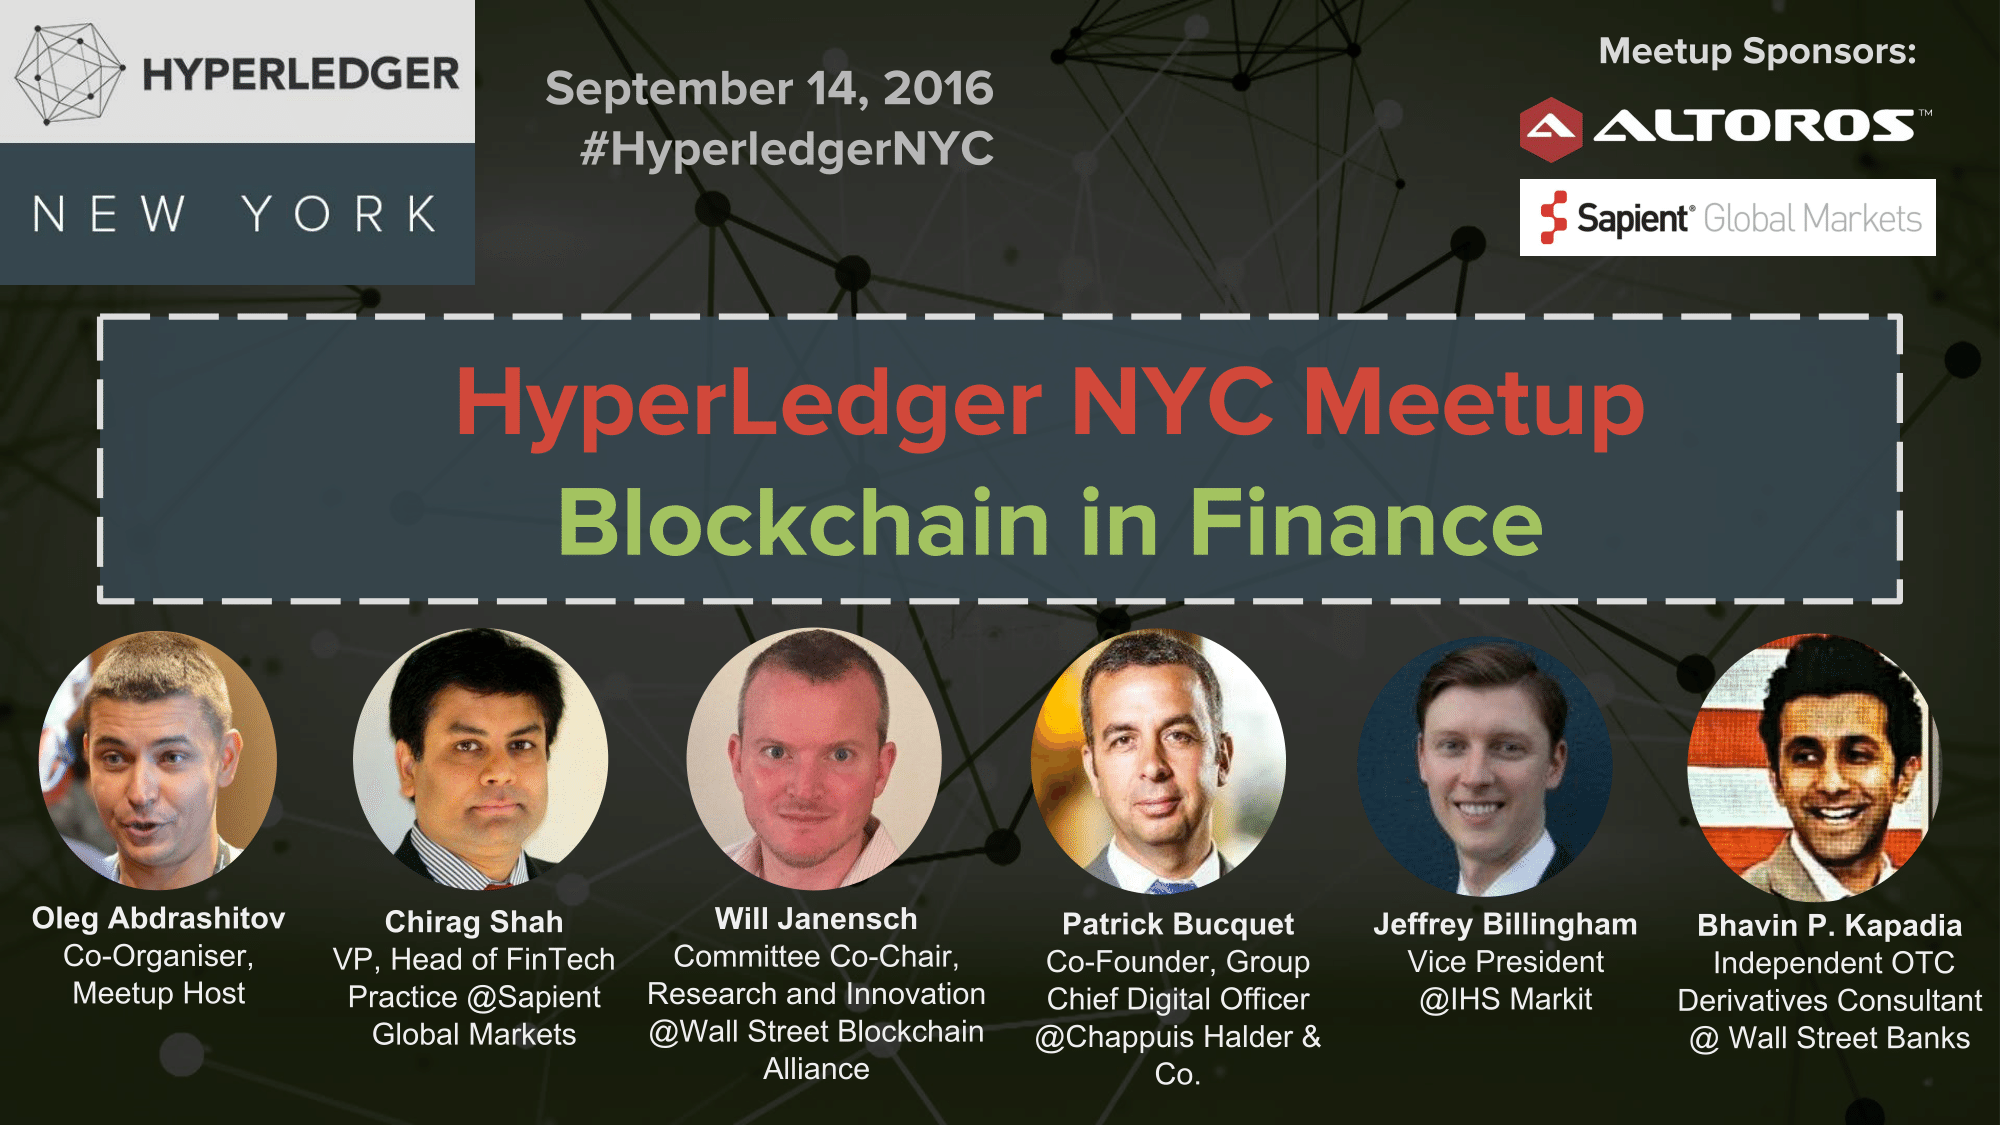 HYPERLEDGER
NEW YORK
September 14, 2016
#HyperledgerNYC
Meetup Sponsors:
ALTOROS™
Sapient® Global Markets
HyperLedger NYC Meetup
Blockchain in Finance
Oleg Abdrashitov
Co-Organiser,
Meetup Host
Chirag Shah
VP, Head of FinTech
Practice @Sapient
Global Markets
Will Janensch
Committee Co-Chair,
Research and Innovation
@Wall Street Blockchain
Alliance
Patrick Bucquet
Co-Founder, Group
Chief Digital Officer
@Chappuis Halder &
Co.
Jeffrey Billingham
Vice President
@IHS Markit
Bhavin P. Kapadia
Independent OTC
Derivatives Consultant
@ Wall Street Banks